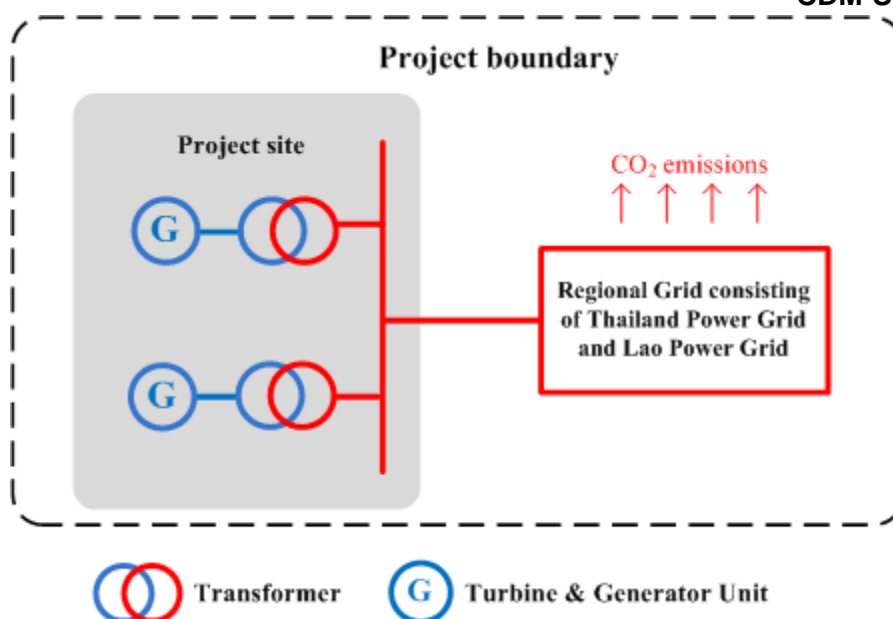 Project boundary
Project site
G
G
CO₂ emissions
Regional Grid consisting
of Thailand Power Grid
and Lao Power Grid
Transformer
G
Turbine & Generator Unit